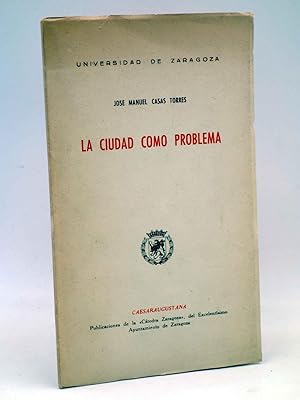 UNIVERSIDAD DE ZARAGOZA
JOSE MANUEL CASAS TORRES
LA CIUDAD COMO PROBLEMA
CAESARAUGUSTANA
Publicaciones de la «Cátedra Zaragoza», del Excelentísimo
Ayuntamiento de Zaragoza